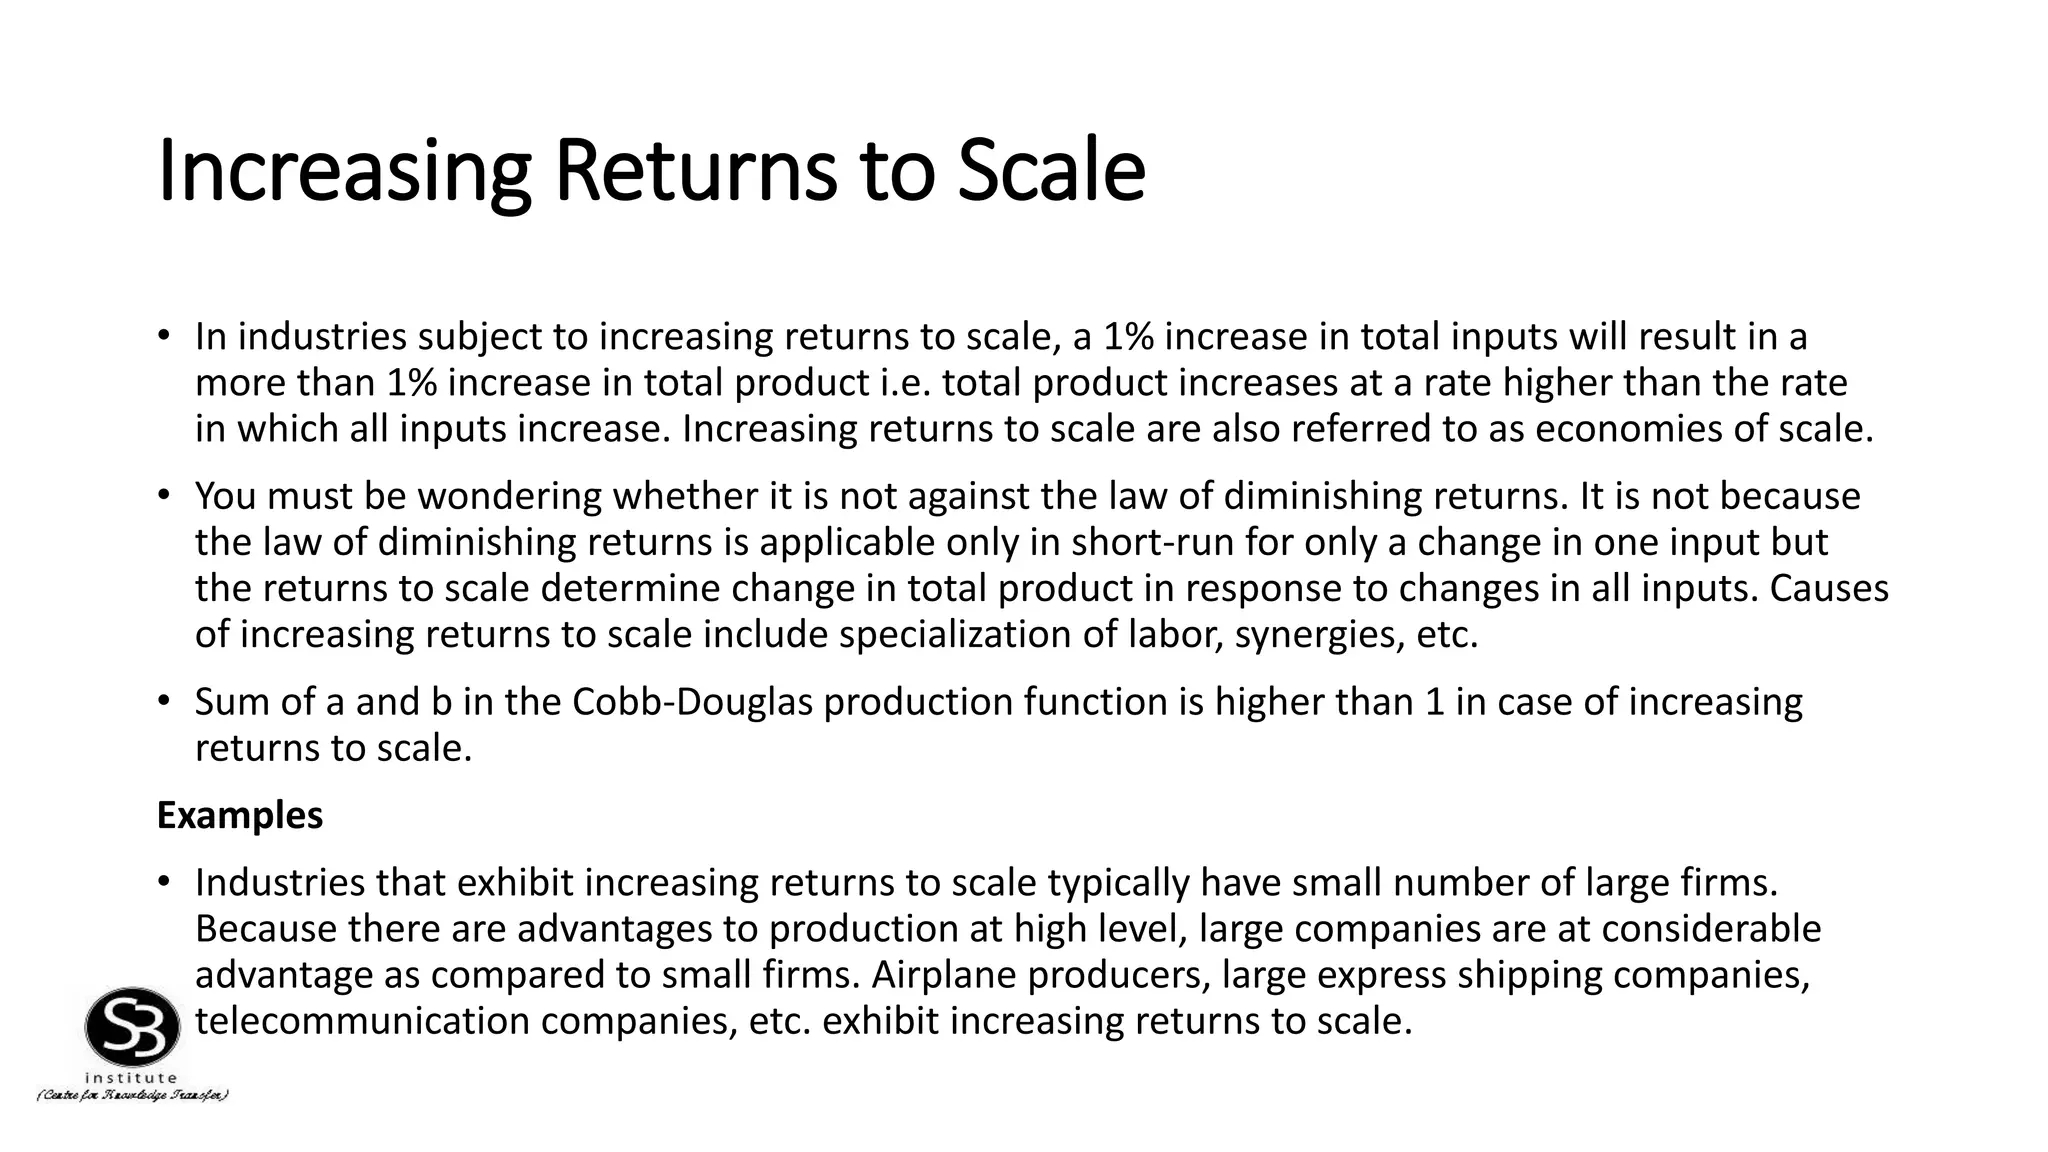 Increasing Returns to Scale
• In industries subject to increasing returns to scale, a 1% increase in total inputs will result in a
more than 1% increase in total product i.e. total product increases at a rate higher than the rate
in which all inputs increase. Increasing returns to scale are also referred to as economies of scale.
• You must be wondering whether it is not against the law of diminishing returns. It is not because
the law of diminishing returns is applicable only in short-run for only a change in one input but
the returns to scale determine change in total product in response to changes in all inputs. Causes
of increasing returns to scale include specialization of labor, synergies, etc.
• Sum of a and b in the Cobb-Douglas production function is higher than 1 in case of increasing
returns to scale.
Examples
• Industries that exhibit increasing returns to scale typically have small number of large firms.
Because there are advantages to production at high level, large companies are at considerable
advantage as compared to small firms. Airplane producers, large express shipping companies,
telecommunication companies, etc. exhibit increasing returns to scale.
SB
institute
(Centre for Knowledge Transfer)